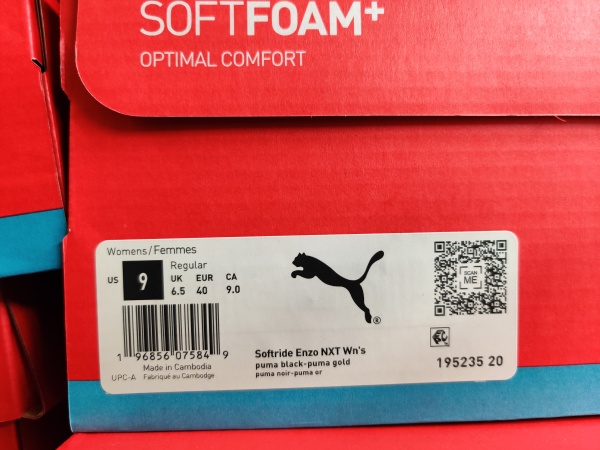 SOFTFOAM+
OPTIMAL COMFORT
Womens/Femmes
Regular
US 9 UK EUR CA
6.5 40 9.0
1 96856 07584 9
Made in Cambodia
UPC-A Fabriqué au Cambodge
Softride Enzo NXT Wn's
puma black-puma gold
puma noir-puma or
®
SCAN
ME
195235 20